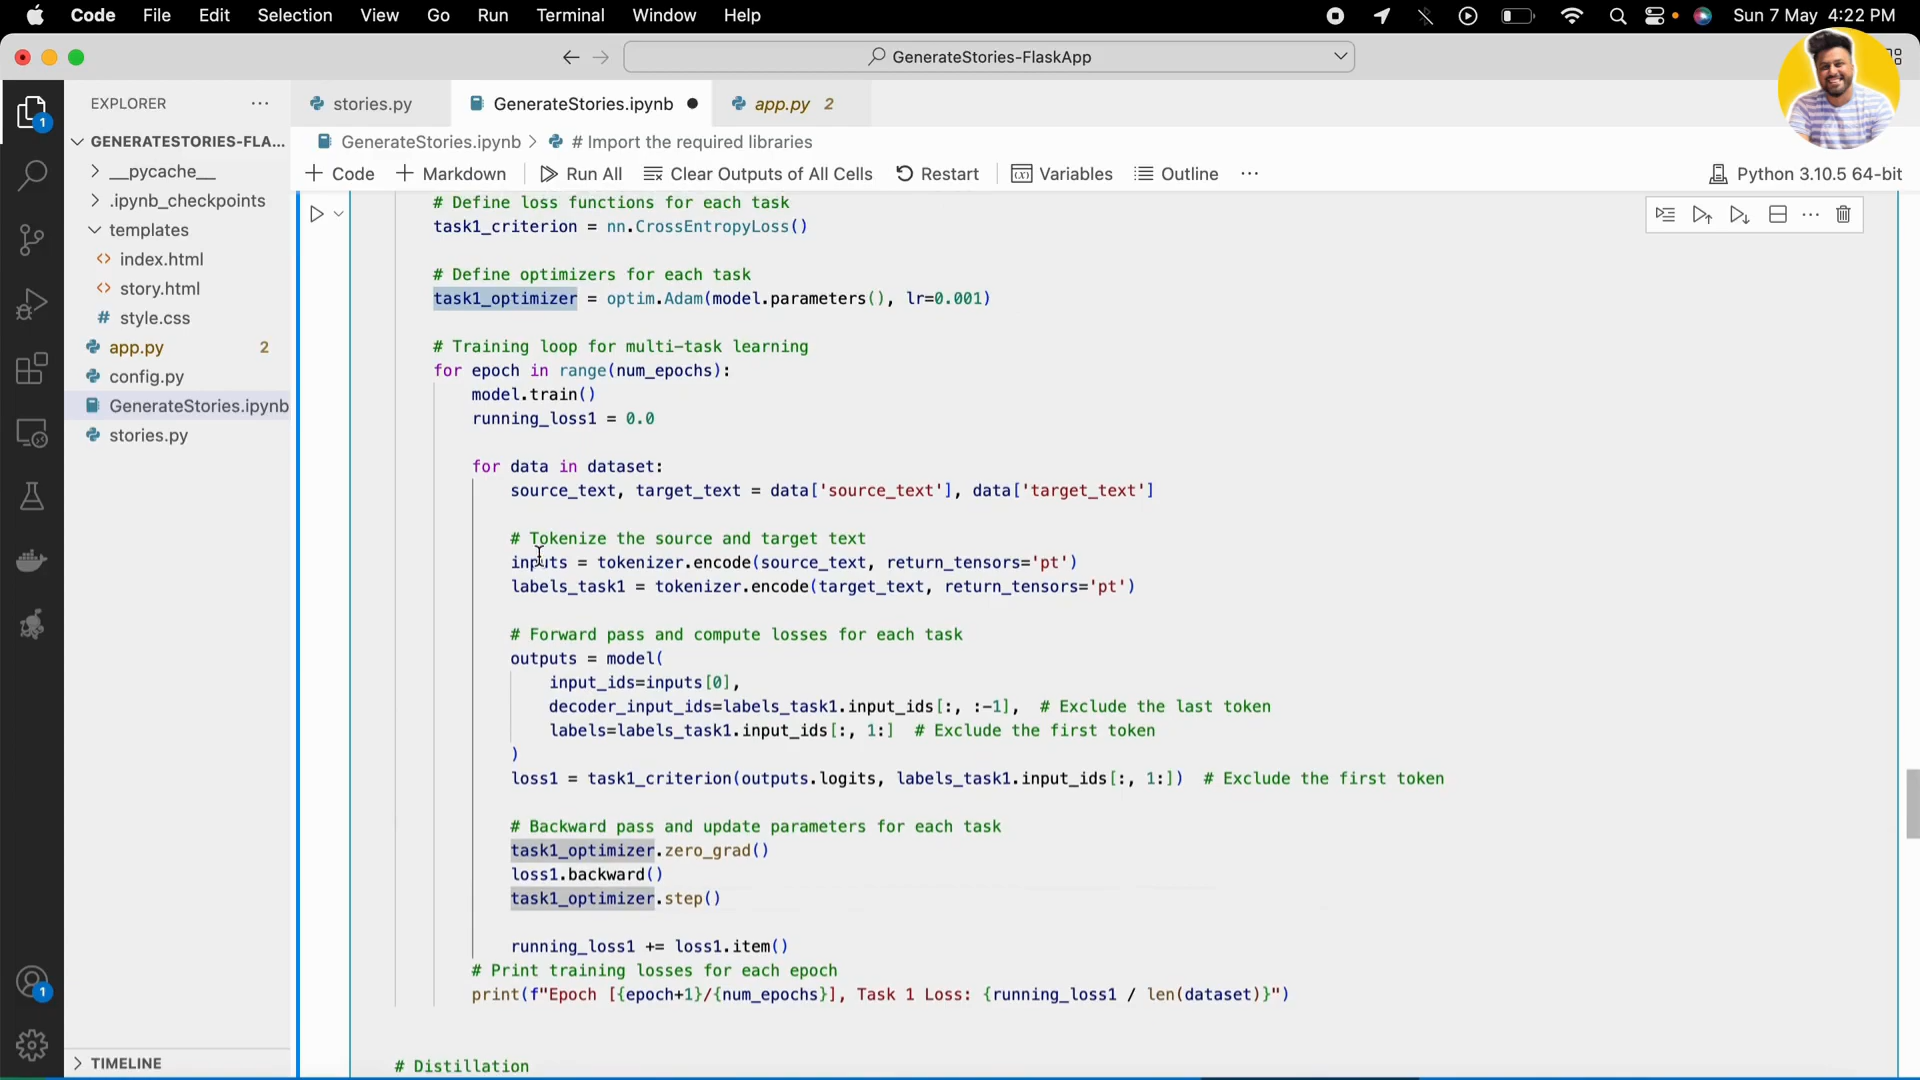 Code File Edit Selection View Go Run Terminal Window Help Sun 7 May 4:22 PM
GenerateStories-FlaskApp
EXPLORER
stories.py GenerateStories.ipynb app.py 2
GENERATESTORIES-FLA...
GenerateStories.ipynb > # Import the required libraries
__pycache__
Code Markdown Run All Clear Outputs of All Cells Restart Variables Outline Python 3.10.5 64-bit
.ipynb_checkpoints
templates
index.html
story.html
style.css
app.py 2
config.py
GenerateStories.ipynb
stories.py
1
1
TIMELINE
# Define loss functions for each task
task1_criterion = nn.CrossEntropyLoss()
# Define optimizers for each task
task1_optimizer = optim.Adam(model.parameters(), lr=0.001)
# Training loop for multi-task learning
for epoch in range(num_epochs):
model.train()
running_loss1 = 0.0
for data in dataset:
source_text, target_text = data['source_text'], data['target_text']
# Tokenize the source and target text
inputs = tokenizer.encode(source_text, return_tensors='pt')
labels_task1 = tokenizer.encode(target_text, return_tensors='pt')
# Forward pass and compute losses for each task
outputs = model(
input_ids=inputs[0],
decoder_input_ids=labels_task1.input_ids[:, :-1], # Exclude the last token
labels=labels_task1.input_ids[:, 1:] # Exclude the first token
)
loss1 = task1_criterion(outputs.logits, labels_task1.input_ids[:, 1:]) # Exclude the first token
# Backward pass and update parameters for each task
task1_optimizer.zero_grad()
loss1.backward()
task1_optimizer.step()
running_loss1 += loss1.item()
# Print training losses for each epoch
print(f"Epoch [{epoch+1}/{num_epochs}], Task 1 Loss: {running_loss1 / len(dataset)}")
# Distillation